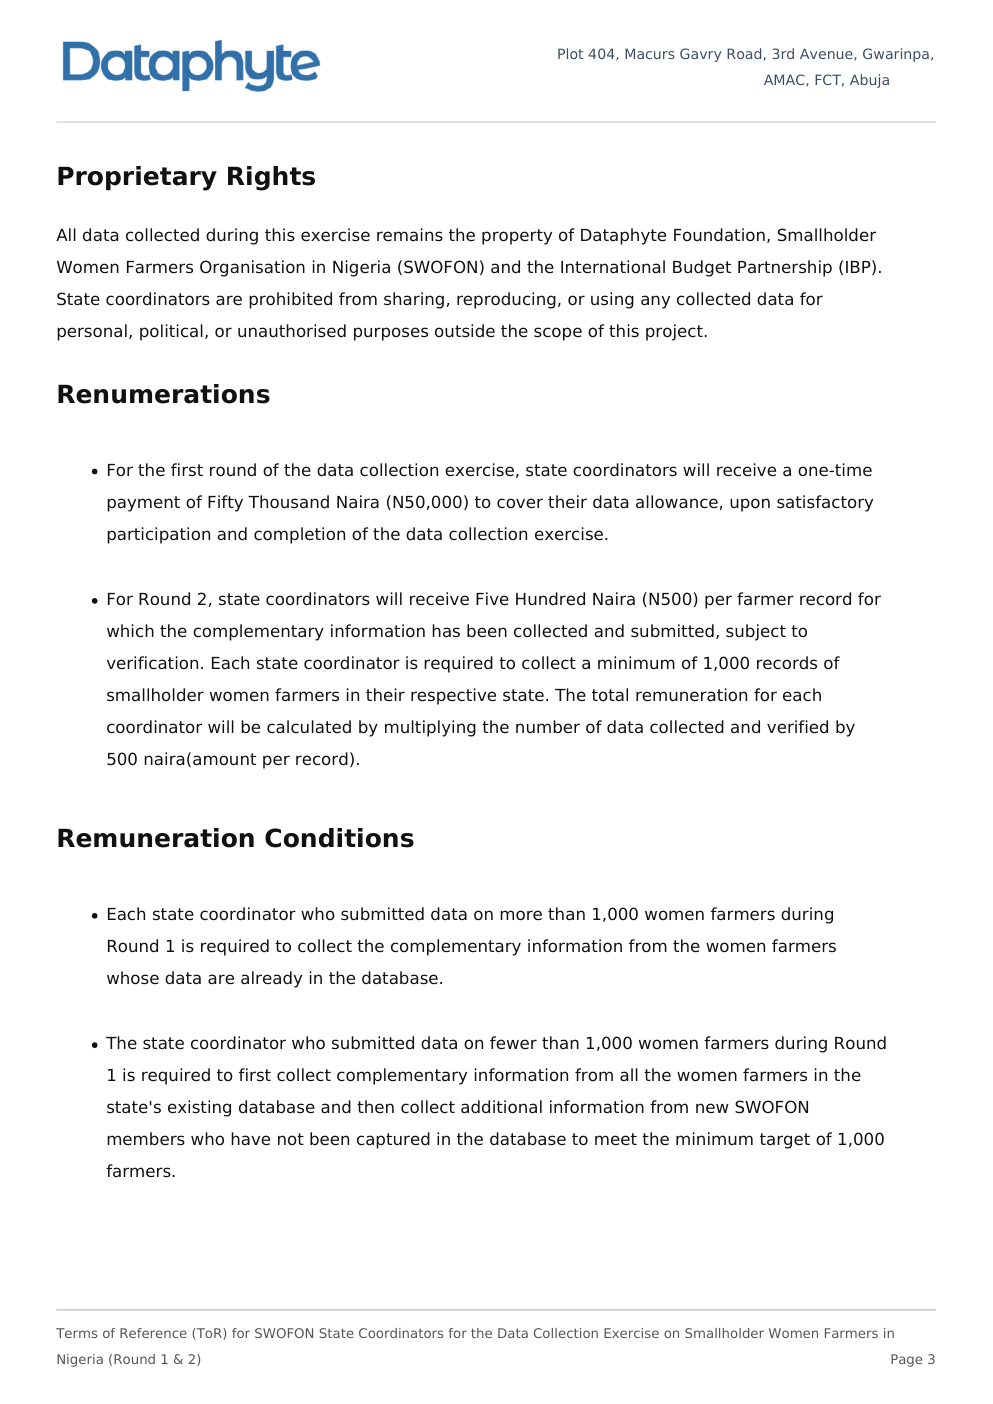 Dataphyte
Plot 404, Macurs Gavry Road, 3rd Avenue, Gwarinpa,
AMAC, FCT, Abuja
Proprietary Rights
All data collected during this exercise remains the property of Dataphyte Foundation, Smallholder
Women Farmers Organisation in Nigeria (SWOFON) and the International Budget Partnership (IBP).
State coordinators are prohibited from sharing, reproducing, or using any collected data for
personal, political, or unauthorised purposes outside the scope of this project.
Renumerations
• For the first round of the data collection exercise, state coordinators will receive a one-time
payment of Fifty Thousand Naira (N50,000) to cover their data allowance, upon satisfactory
participation and completion of the data collection exercise.
• For Round 2, state coordinators will receive Five Hundred Naira (N500) per farmer record for
which the complementary information has been collected and submitted, subject to
verification. Each state coordinator is required to collect a minimum of 1,000 records of
smallholder women farmers in their respective state. The total remuneration for each
coordinator will be calculated by multiplying the number of data collected and verified by
500 naira(amount per record).
Remuneration Conditions
• Each state coordinator who submitted data on more than 1,000 women farmers during
Round 1 is required to collect the complementary information from the women farmers
whose data are already in the database.
• The state coordinator who submitted data on fewer than 1,000 women farmers during Round
1 is required to first collect complementary information from all the women farmers in the
state's existing database and then collect additional information from new SWOFON
members who have not been captured in the database to meet the minimum target of 1,000
farmers.
Terms of Reference (ToR) for SWOFON State Coordinators for the Data Collection Exercise on Smallholder Women Farmers in
Nigeria (Round 1 & 2)
Page 3